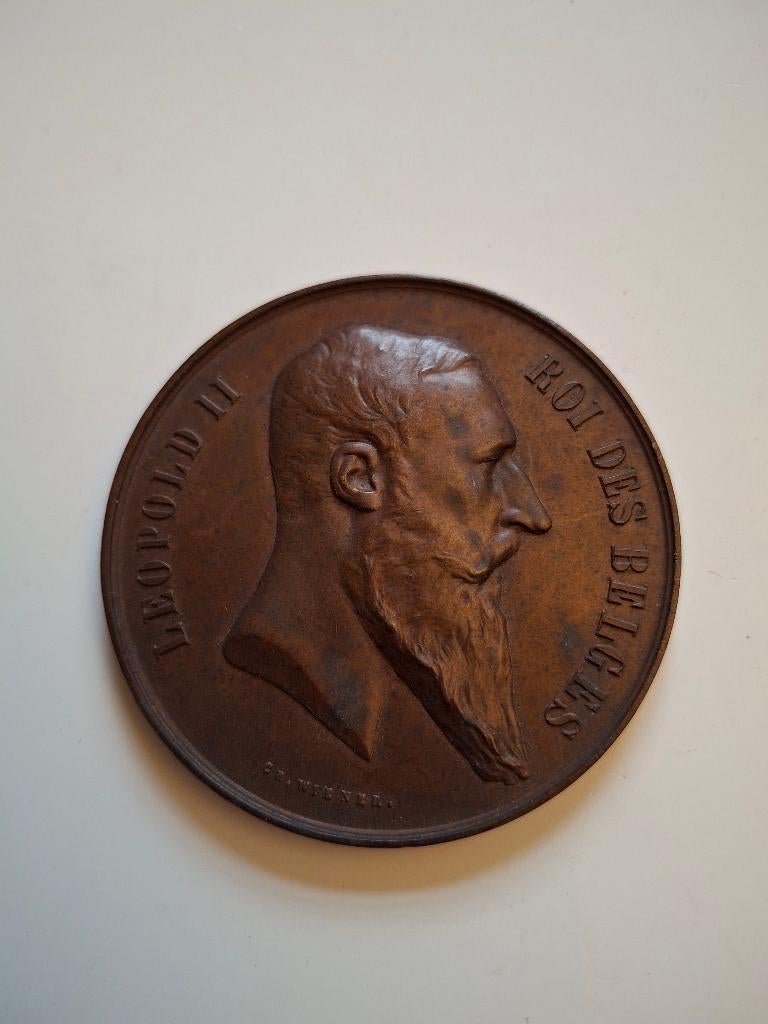 LEOPOLD II
ROI DES BELGES
CH. WIENER.